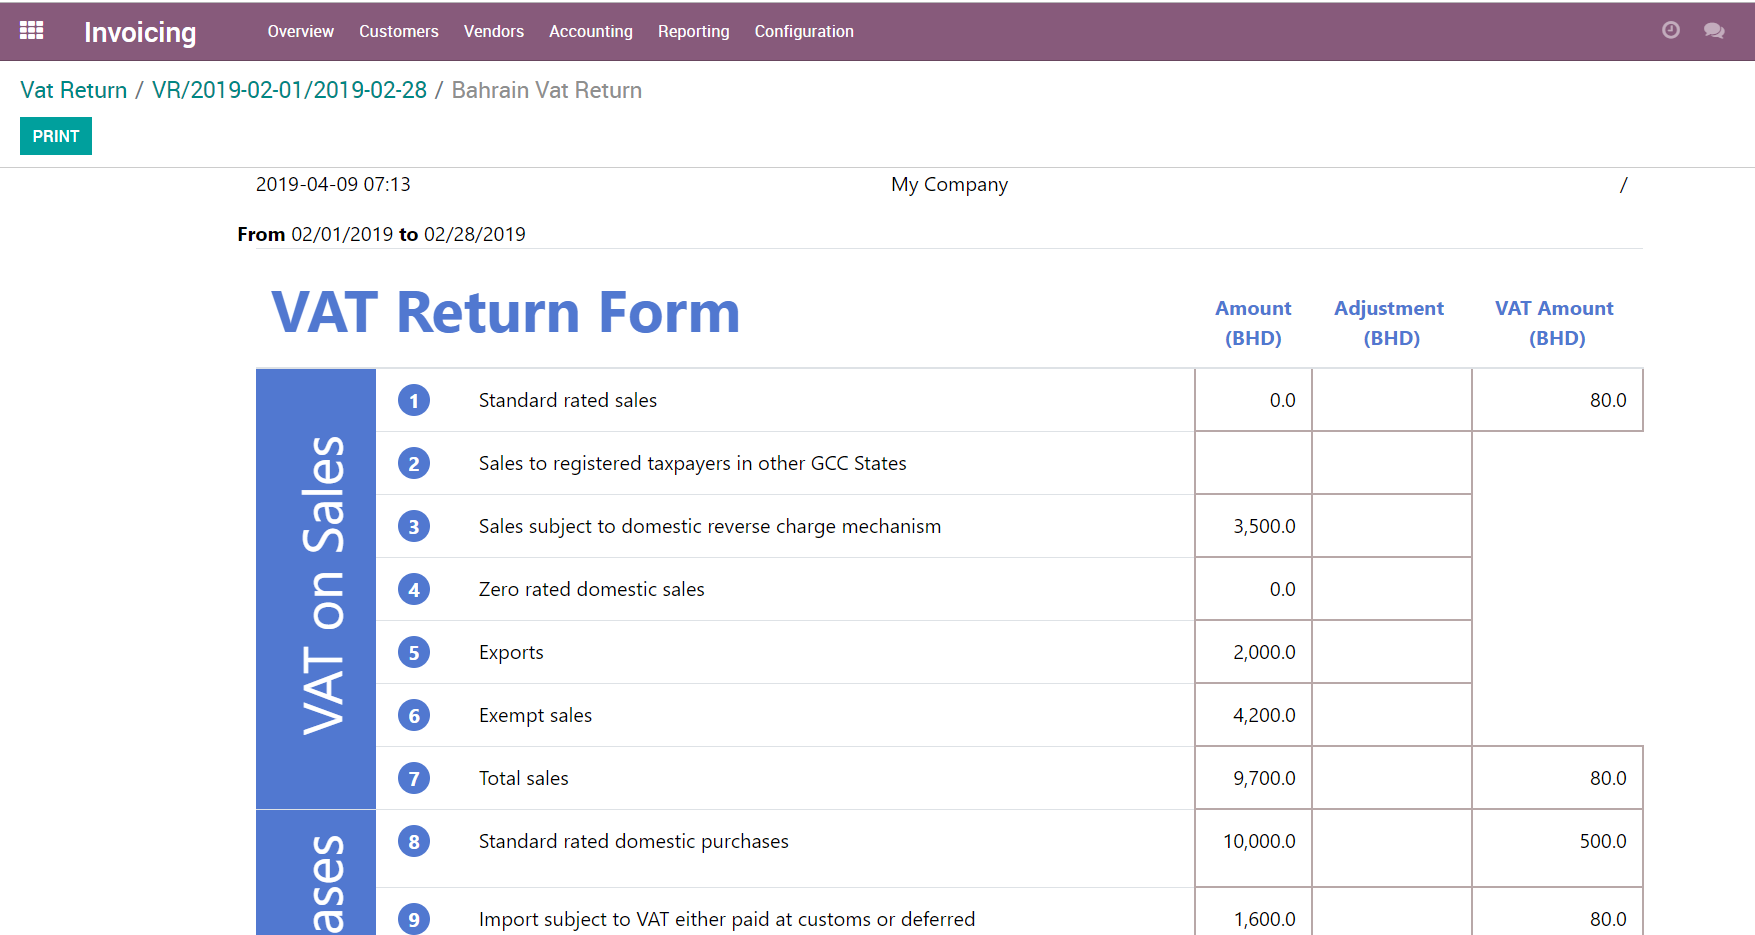 Invoicing Overview Customers Vendors Accounting Reporting Configuration
Vat Return / VR/2019-02-01/2019-02-28 / Bahrain Vat Return
PRINT
2019-04-09 07:13 My Company /
From 02/01/2019 to 02/28/2019
VAT Return Form
Amount (BHD)
Adjustment (BHD)
VAT Amount (BHD)
VAT on Sales
1 Standard rated sales 0.0 80.0
2 Sales to registered taxpayers in other GCC States
3 Sales subject to domestic reverse charge mechanism 3,500.0
4 Zero rated domestic sales 0.0
5 Exports 2,000.0
6 Exempt sales 4,200.0
7 Total sales 9,700.0 80.0
ases
8 Standard rated domestic purchases 10,000.0 500.0
9 Import subject to VAT either paid at customs or deferred 1,600.0 80.0